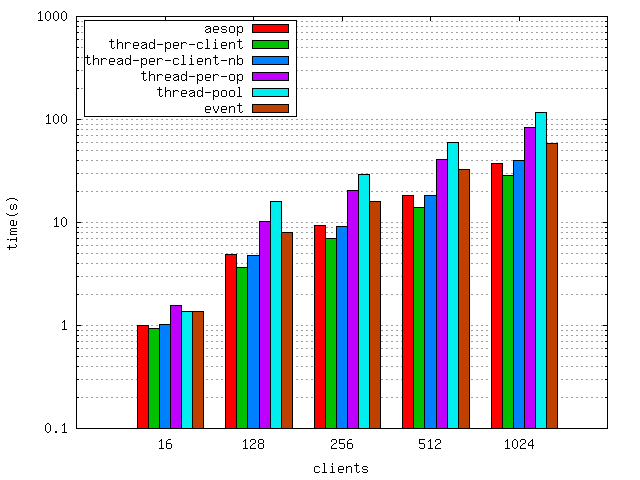 1000
100
10
1
0.1
time(s)
aesop
thread-per-client
thread-per-client-nb
thread-per-op
thread-pool
event
16 128 256 512 1024
clients